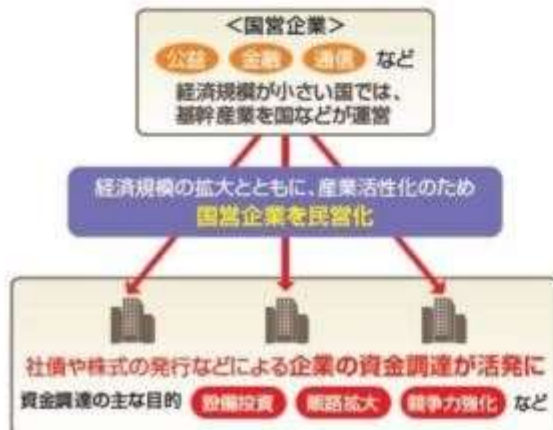 ＜国営企業＞
公益 金融 通信 など
経済規模が小さい国では、
基幹産業を国などが運営
経済規模の拡大とともに、産業活性化のため
国営企業を民営化
社債や株式の発行などによる企業の資金調達が活発に
資金調達の主な目的 設備投資 販路拡大 競争力強化 など